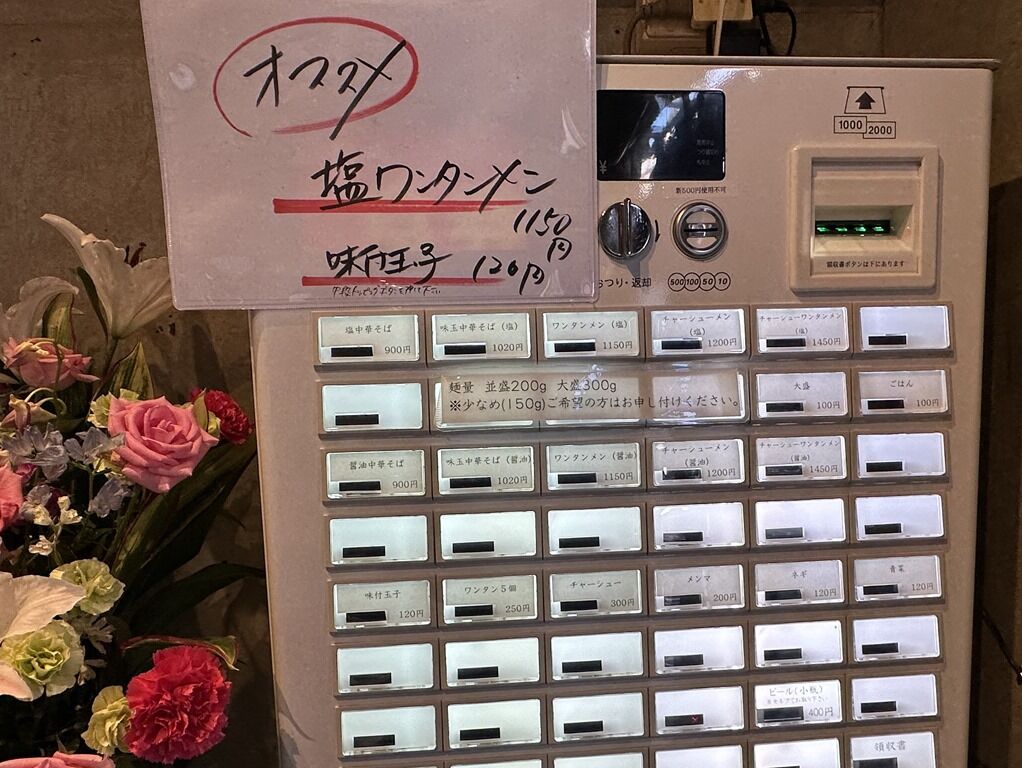 オススメ
塩ワンタンメン
1150円
味付玉子 120円
1000
2000
¥
新500円使用不可
おつり・返却
500 100 50 10
領収書ボタンは下にあります
塩中華そば 900円
味玉中華そば(塩) 1020円
ワンタンメン(塩) 1150円
チャーシューメン(塩) 1200円
チャーシューワンタンメン(塩) 1450円
麺量 並盛200g 大盛300g
※少なめ(150g)ご希望の方はお申し付けください。
大盛 100円
ごはん 100円
醤油中華そば 900円
味玉中華そば(醤油) 1020円
ワンタンメン(醤油) 1150円
チャーシューメン(醤油) 1200円
チャーシューワンタンメン(醤油) 1450円
味付玉子 120円
ワンタン5個 250円
チャーシュー 300円
メンマ 200円
ネギ 120円
青菜 120円
ビール(小瓶)
400円
領収書